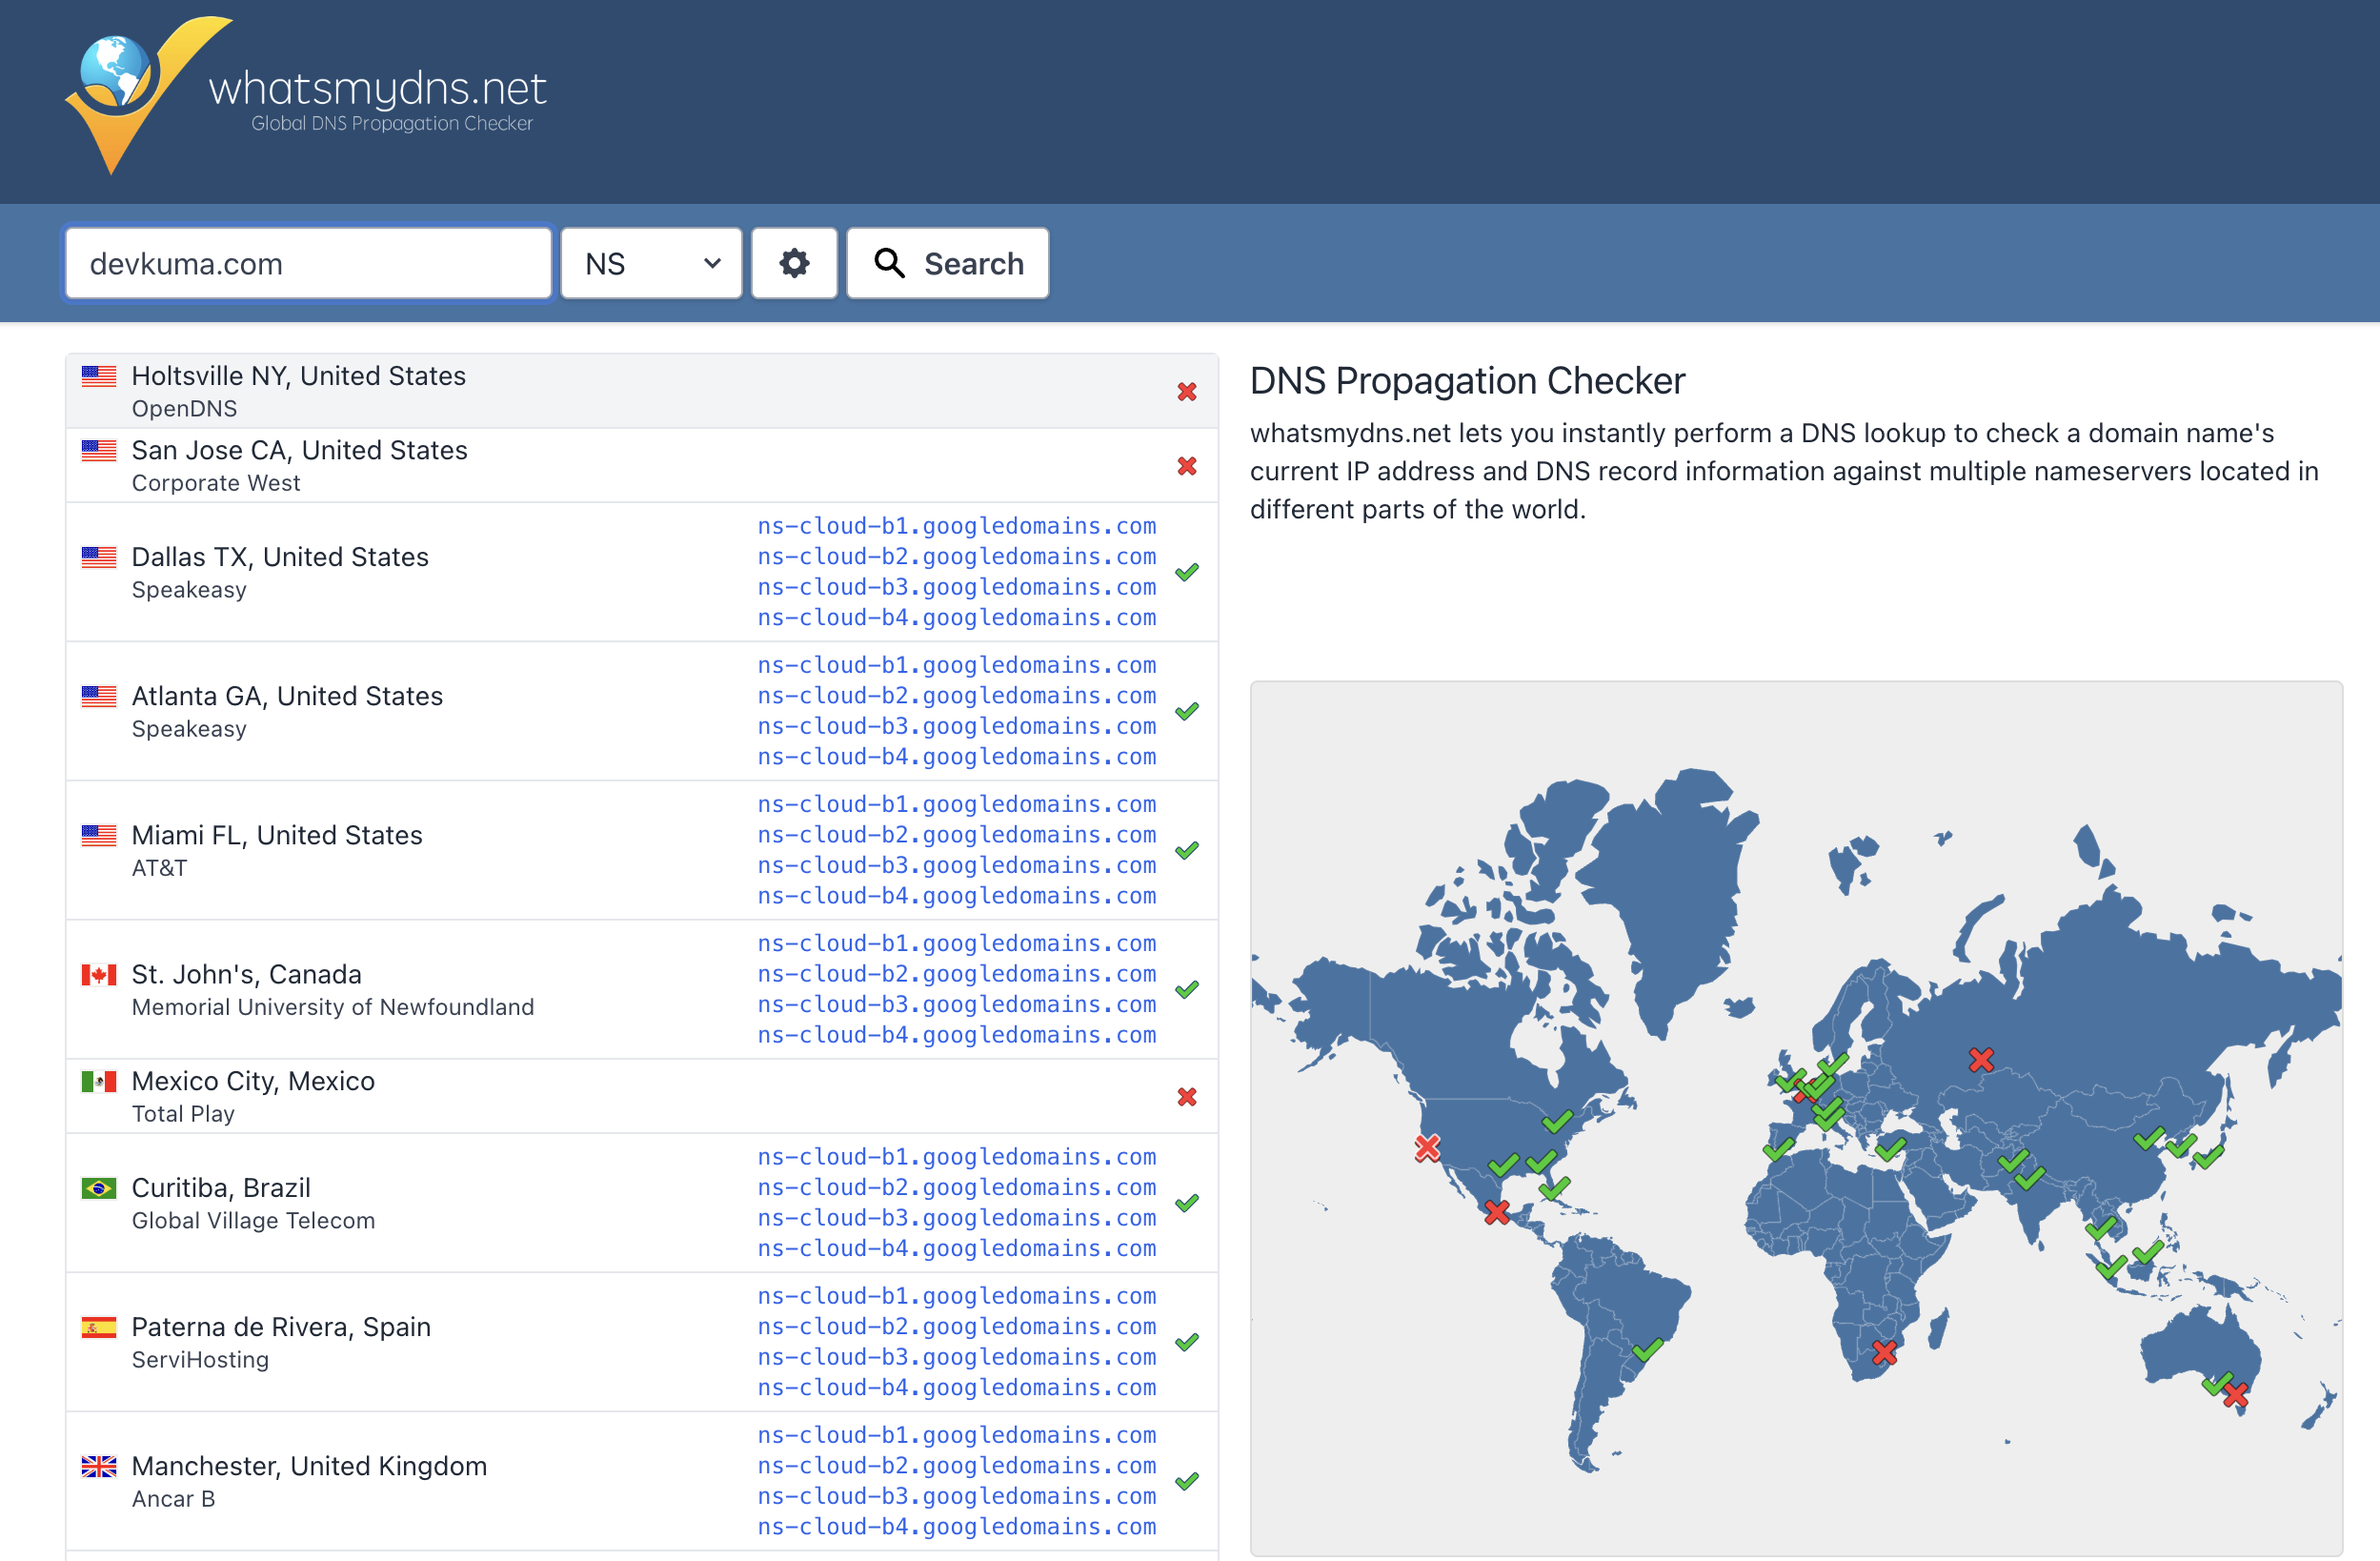 whatsmydns.net
Global DNS Propagation Checker
devkuma.com
NS
Search
Holtsville NY, United States
OpenDNS
San Jose CA, United States
Corporate West
Dallas TX, United States
Speakeasy
ns-cloud-b1.googledomains.com
ns-cloud-b2.googledomains.com
ns-cloud-b3.googledomains.com
ns-cloud-b4.googledomains.com
Atlanta GA, United States
Speakeasy
ns-cloud-b1.googledomains.com
ns-cloud-b2.googledomains.com
ns-cloud-b3.googledomains.com
ns-cloud-b4.googledomains.com
Miami FL, United States
AT&T
ns-cloud-b1.googledomains.com
ns-cloud-b2.googledomains.com
ns-cloud-b3.googledomains.com
ns-cloud-b4.googledomains.com
St. John's, Canada
Memorial University of Newfoundland
ns-cloud-b1.googledomains.com
ns-cloud-b2.googledomains.com
ns-cloud-b3.googledomains.com
ns-cloud-b4.googledomains.com
Mexico City, Mexico
Total Play
Curitiba, Brazil
Global Village Telecom
ns-cloud-b1.googledomains.com
ns-cloud-b2.googledomains.com
ns-cloud-b3.googledomains.com
ns-cloud-b4.googledomains.com
Paterna de Rivera, Spain
ServiHosting
ns-cloud-b1.googledomains.com
ns-cloud-b2.googledomains.com
ns-cloud-b3.googledomains.com
ns-cloud-b4.googledomains.com
Manchester, United Kingdom
Ancar B
ns-cloud-b1.googledomains.com
ns-cloud-b2.googledomains.com
ns-cloud-b3.googledomains.com
ns-cloud-b4.googledomains.com
DNS Propagation Checker
whatsmydns.net lets you instantly perform a DNS lookup to check a domain name's
current IP address and DNS record information against multiple nameservers located in
different parts of the world.